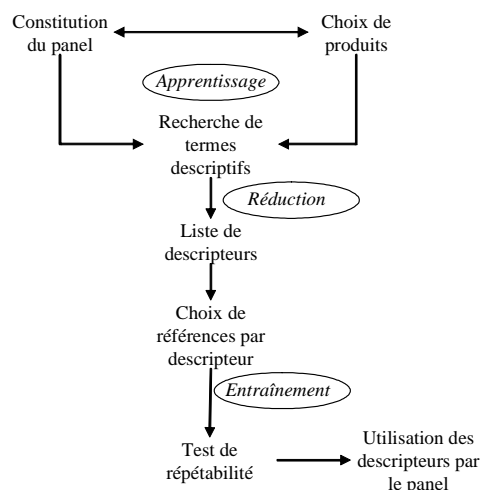 Constitution
du panel
Choix de
produits
Apprentissage
Recherche de
termes
descriptifs
Réduction
Liste de
descripteurs
Choix de
références par
descripteur
Entraînement
Test de
répétabilité
Utilisation des
descripteurs par
le panel